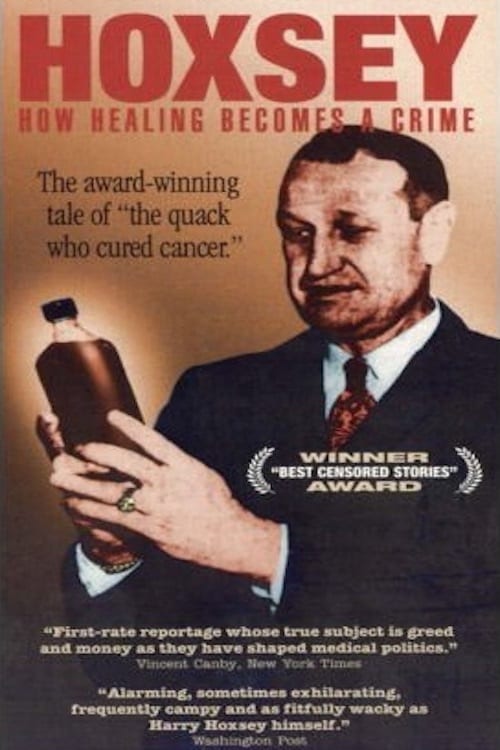 HOXSEY
HOW HEALING BECOMES A CRIME
The award-winning
tale of “the quack
who cured cancer.”
WINNER
“BEST CENSORED STORIES”
AWARD
“First-rate reportage whose true subject is greed
and money as they have shaped medical politics.”
Vincent Canby, New York Times
“Alarming, sometimes exhilarating,
frequently campy and as fitfully wacky as
Harry Hoxsey himself.”
Washington Post